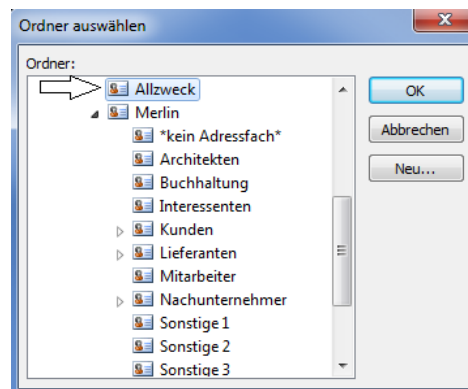 Ordner auswählen
Ordner:
Allzweck
Merlin
*kein Adressfach*
Architekten
Buchhaltung
Interessenten
Kunden
Lieferanten
Mitarbeiter
Nachunternehmer
Sonstige 1
Sonstige 2
Sonstige 3
OK
Abbrechen
Neu...